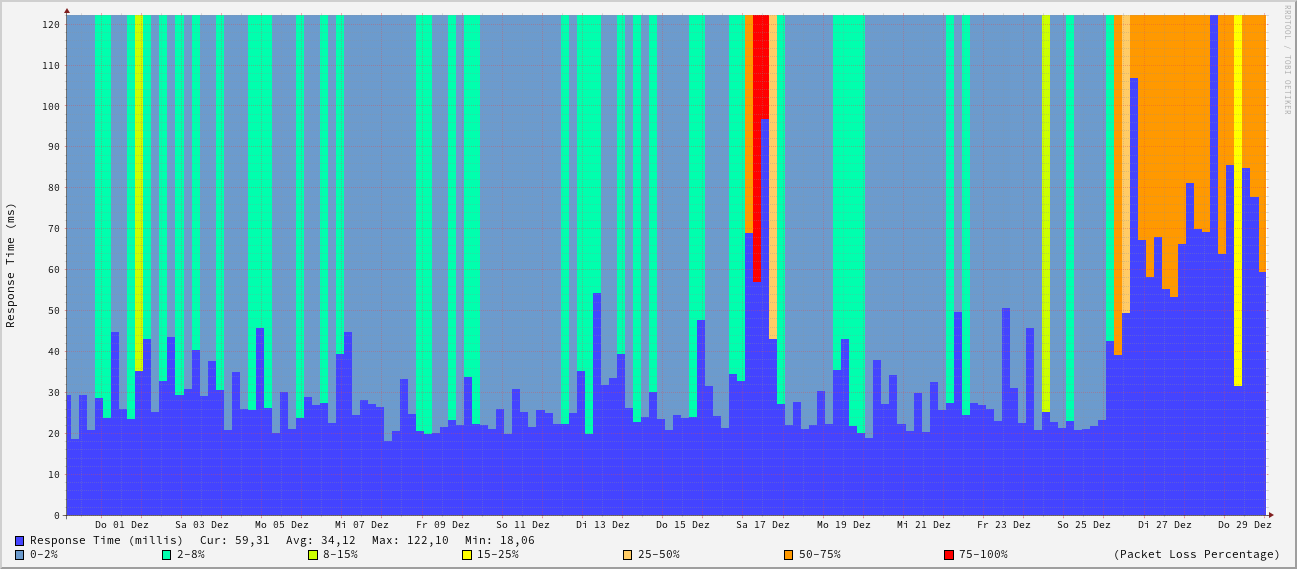 RRDTOOL / TOBI OETIKER
Response Time (ms)
120
110
100
90
80
70
60
50
40
30
20
10
0
Do 01 Dez Sa 03 Dez Mo 05 Dez Mi 07 Dez Fr 09 Dez So 11 Dez Di 13 Dez Do 15 Dez Sa 17 Dez Mo 19 Dez Mi 21 Dez Fr 23 Dez So 25 Dez Di 27 Dez Do 29 Dez
Response Time (millis) Cur: 59,31 Avg: 34,12 Max: 122,10 Min: 18,06
0-2% 2-8% 8-15% 15-25% 25-50% 50-75% 75-100% (Packet Loss Percentage)